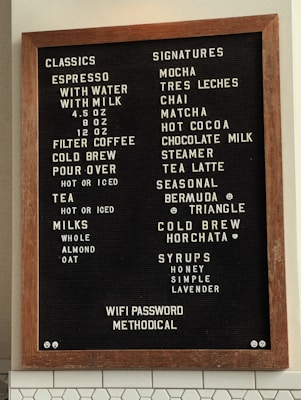 CLASSICS
ESPRESSO
WITH WATER
WITH MILK
4.5 OZ
8 OZ
12 OZ
FILTER COFFEE
COLD BREW
POUR OVER
HOT OR ICED
TEA
HOT OR ICED
MILKS
WHOLE
ALMOND
OAT
SIGNATURES
MOCHA
TRES LECHES
CHAI
MATCHA
HOT COCOA
CHOCOLATE MILK
STEAMER
TEA LATTE
SEASONAL
BERMUDA
TRIANGLE
COLD BREW
HORCHATA
SYRUPS
HONEY
SIMPLE
LAVENDER
WIFI PASSWORD
METHODICAL